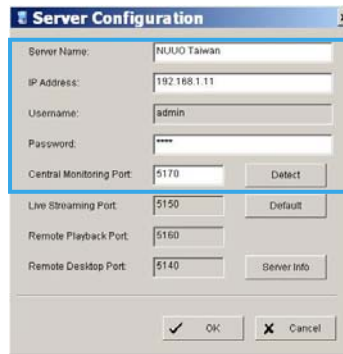 Server Configuration
Server Name: NUUO Taiwan
IP Address: 192.168.1.11
Username: admin
Password: ****
Central Monitoring Port: 5170 Detect
Live Streaming Port: 5150 Default
Remote Playback Port: 5160
Remote Desktop Port: 5140 Server Info
OK Cancel